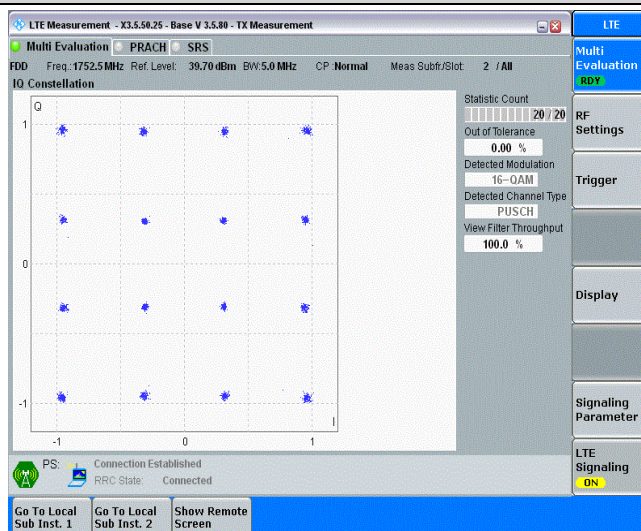 LTE Measurement - X3.5.50.25 - Base V 3.5.80 - TX Measurement
LTE
Multi Evaluation PRACH SRS
FDD Freq.:1752.5 MHz Ref. Level: 39.70 dBm BW:5.0 MHz CP :Normal Meas Subfr./Slot: 2 / All
IQ Constellation
Q
1
0
-1
-1 0 1
I
Statistic Count
20 / 20
Out of Tolerance
0.00 %
Detected Modulation
16-QAM
Detected Channel Type
PUSCH
View Filter Throughput
100.0 %
Multi
Evaluation
RDY
RF
Settings
Trigger
Display
Signaling
Parameter
LTE
Signaling
ON
PS: Connection Established
RRC State: Connected
Go To Local
Sub Inst. 1
Go To Local
Sub Inst. 2
Show Remote
Screen